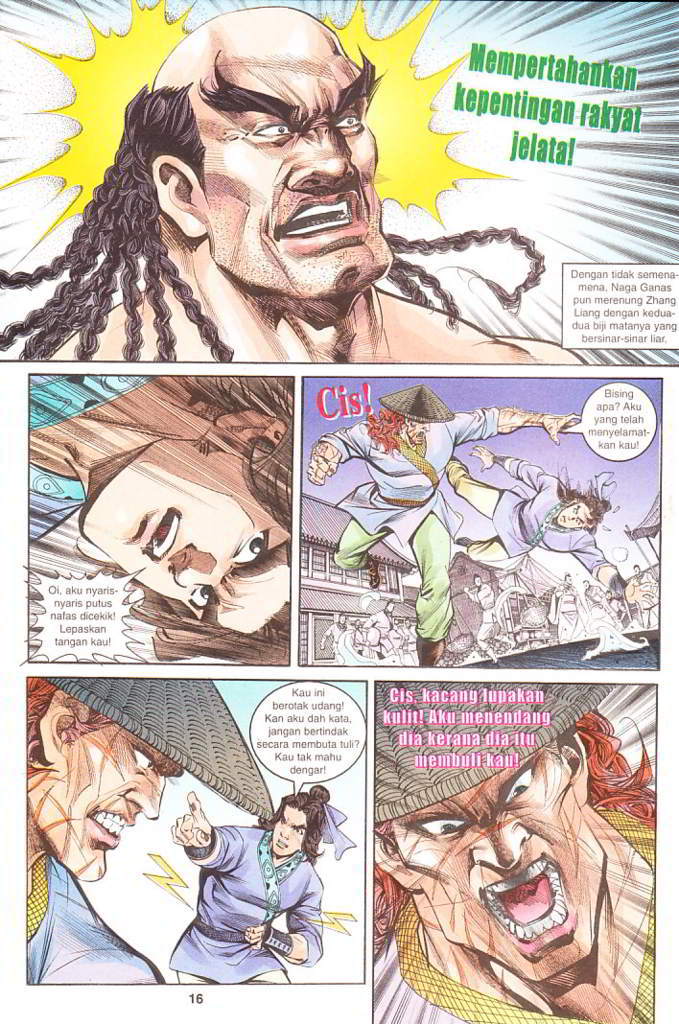 Mempertahankan
kepentingan rakyat
jelata!
Dengan tidak semena-
mena, Naga Ganas
pun merenung Zhang
Liang dengan kedua-
dua biji matanya yang
bersinar-sinar liar.
Oi, aku nyaris-
nyaris putus
nafas dicekik!
Lepaskan
tangan kau!
Cis!
Bising
apa? Aku
yang telah
menyelamat-
kan kau!
Kau ini
berotak udang!
Kan aku dah kata,
jangan bertindak
secara membuta tuli?
Kau tak mahu
dengar!
Cis, kacang lupakan
kulit! Aku menendang
dia kerana dia itu
membuli kau!
16